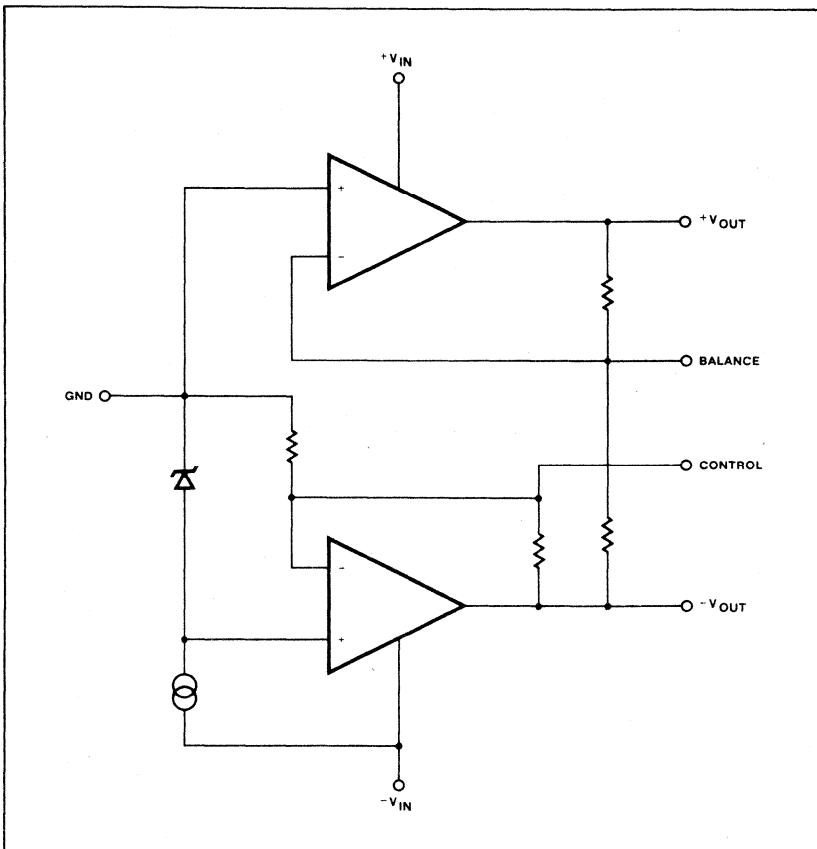 +VIN
+
+VOUT
−
BALANCE
GND
CONTROL
−
−VOUT
+
−VIN